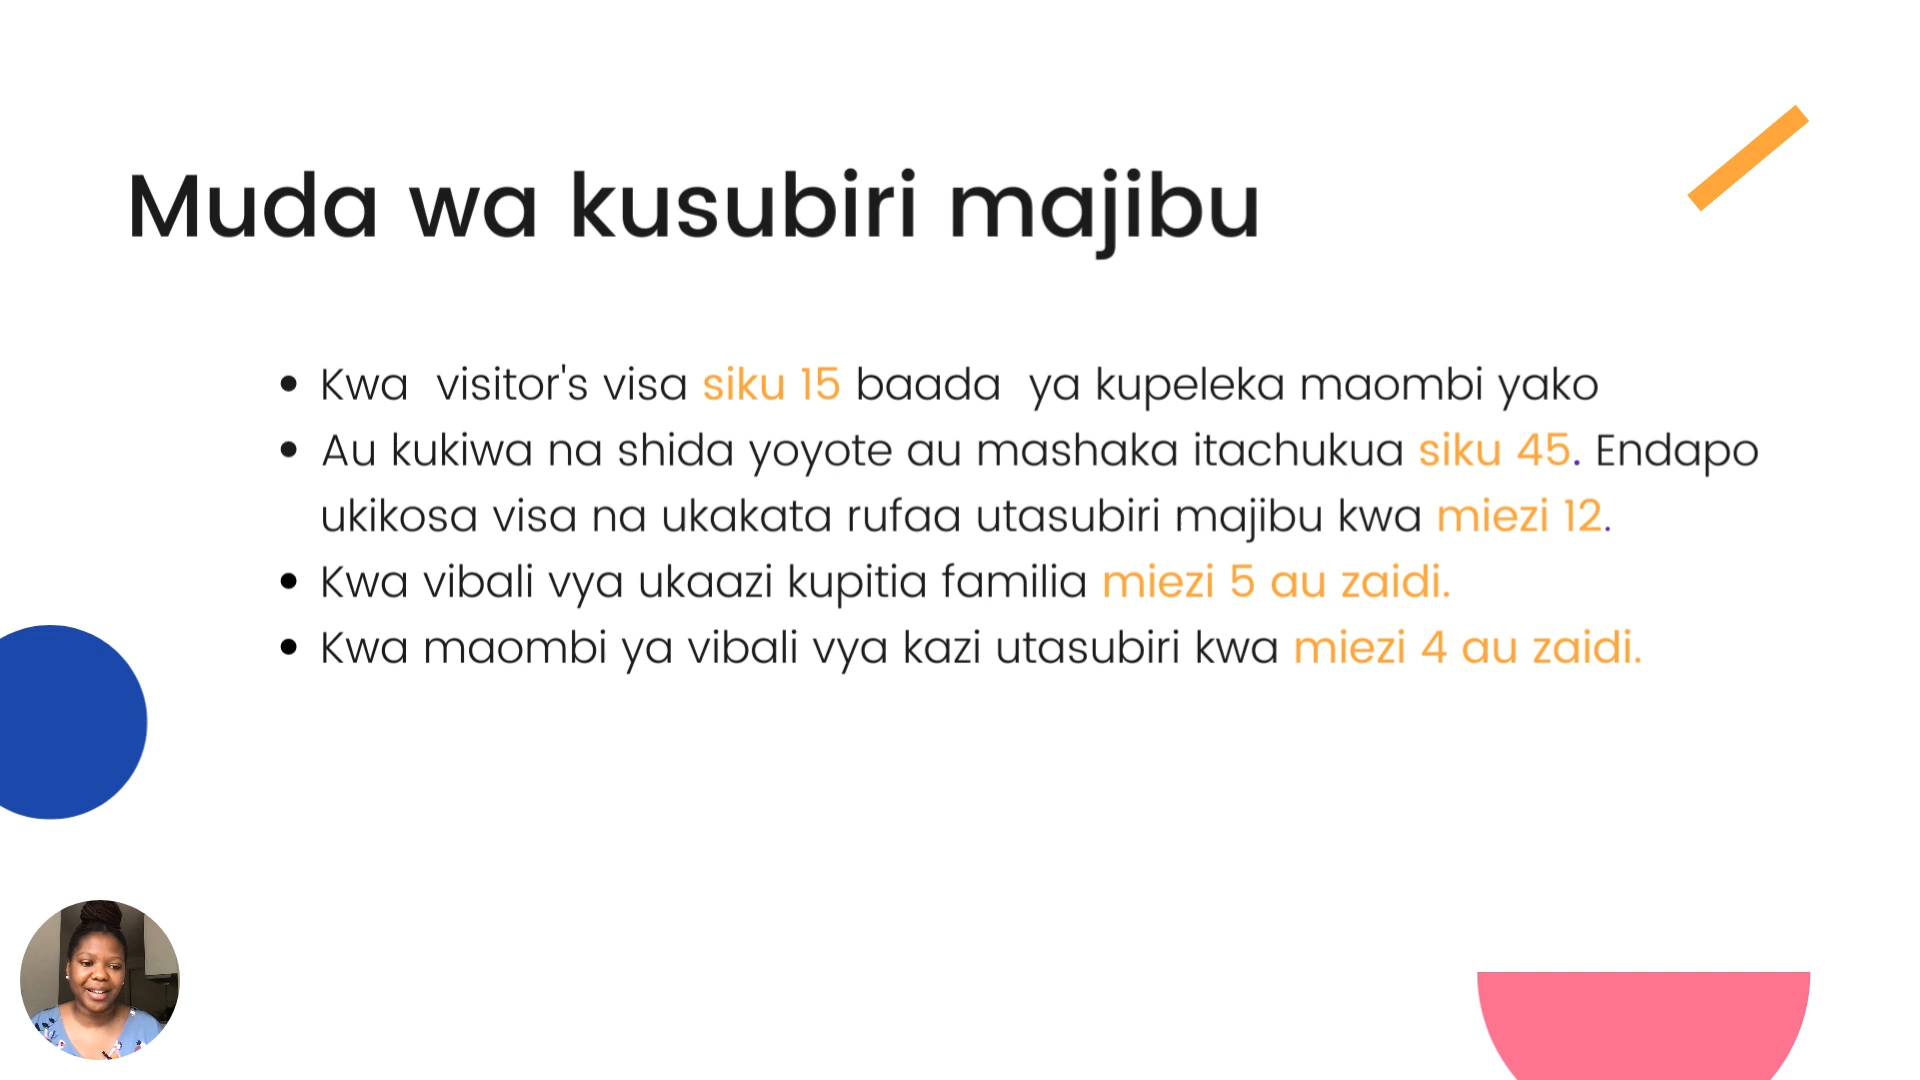 Muda wa kusubiri majibu
Kwa visitor's visa siku 15 baada ya kupeleka maombi yako
Au kukiwa na shida yoyote au mashaka itachukua siku 45. Endapo
ukikosa visa na ukakata rufaa utasubiri majibu kwa miezi 12.
Kwa vibali vya ukaazi kupitia familia miezi 5 au zaidi.
Kwa maombi ya vibali vya kazi utasubiri kwa miezi 4 au zaidi.